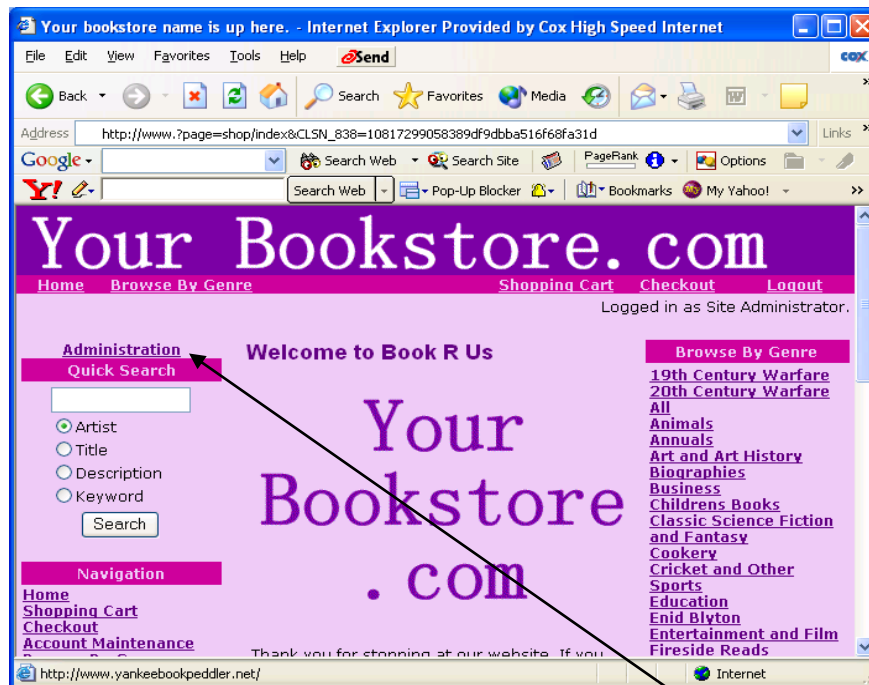 Your bookstore name is up here. - Internet Explorer Provided by Cox High Speed Internet
File Edit View Favorites Tools Help eSend COX
Back Search Favorites Media
Address http://www.?page=shop/index&CLSN_838=10817299058389df9dbba516f68fa31d Links
Google Search Web Search Site PageRank Options
Y! Search Web Pop-Up Blocker Bookmarks My Yahoo!
Your Bookstore.com
Home Browse By Genre Shopping Cart Checkout Logout
Logged in as Site Administrator.
Administration
Quick Search
Artist
Title
Description
Keyword
Search
Navigation
Home
Shopping Cart
Checkout
Account Maintenance
Welcome to Book R Us
Your
Bookstore
.com
Thank you for stopping at our website. If you
Browse By Genre
19th Century Warfare
20th Century Warfare
All
Animals
Annuals
Art and Art History
Biographies
Business
Childrens Books
Classic Science Fiction
and Fantasy
Cookery
Cricket and Other
Sports
Education
Enid Blyton
Entertainment and Film
Fireside Reads
http://www.yankeebookpeddler.net/ Internet